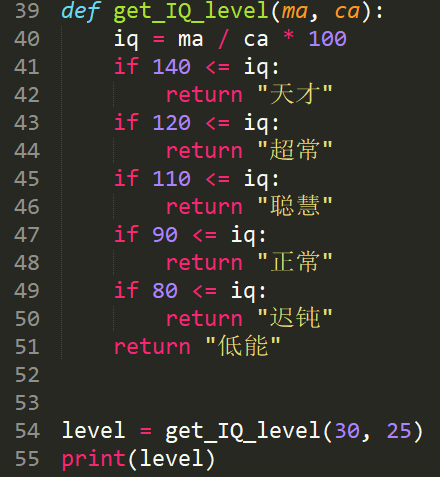 39 def get_IQ_level(ma, ca):
40     iq = ma / ca * 100
41     if 140 <= iq:
42         return "天才"
43     if 120 <= iq:
44         return "超常"
45     if 110 <= iq:
46         return "聪慧"
47     if 90 <= iq:
48         return "正常"
49     if 80 <= iq:
50         return "迟钝"
51     return "低能"
52
53
54 level = get_IQ_level(30, 25)
55 print(level)